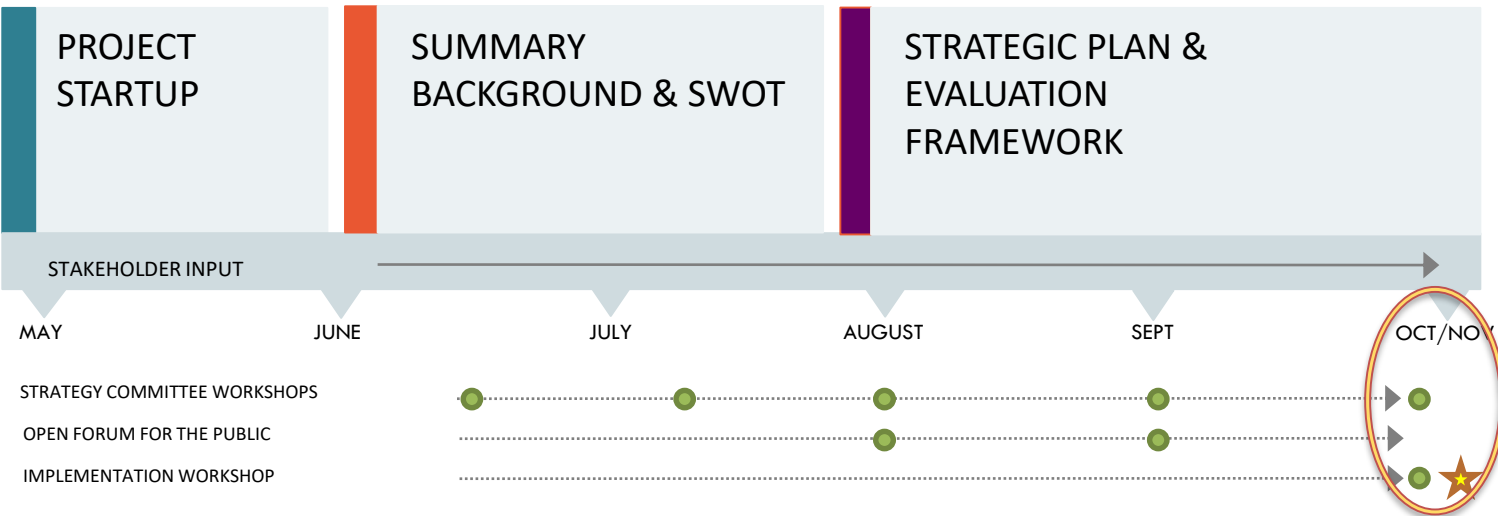 PROJECT
STARTUP
SUMMARY
BACKGROUND & SWOT
STRATEGIC PLAN &
EVALUATION
FRAMEWORK
STAKEHOLDER INPUT
MAY
JUNE
JULY
AUGUST
SEPT
OCT/NOV
STRATEGY COMMITTEE WORKSHOPS
OPEN FORUM FOR THE PUBLIC
IMPLEMENTATION WORKSHOP